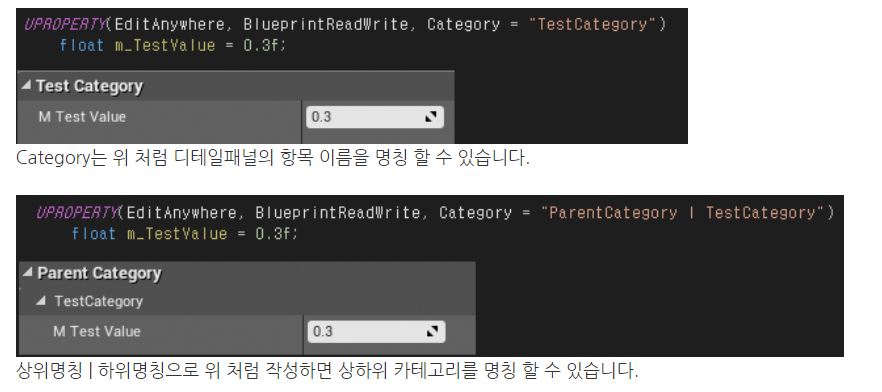 UPROPERTY(EditAnywhere, BlueprintReadWrite, Category = "TestCategory")
float m_TestValue = 0.3f;
Test Category
M Test Value 0.3
Category는 위 처럼 디테일패널의 항목 이름을 명칭 할 수 있습니다.
UPROPERTY(EditAnywhere, BlueprintReadWrite, Category = "ParentCategory | TestCategory")
float m_TestValue = 0.3f;
Parent Category
TestCategory
M Test Value 0.3
상위명칭 | 하위명칭으로 위 처럼 작성하면 상하위 카테고리를 명칭 할 수 있습니다.